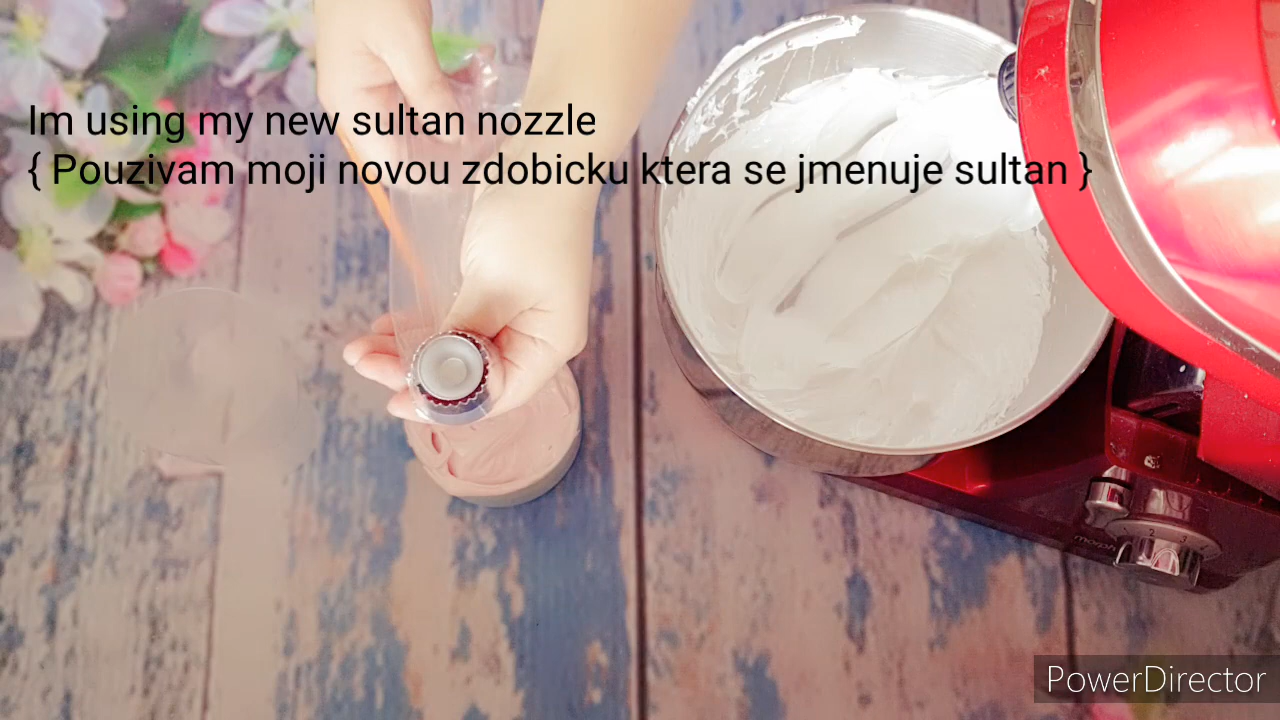 Im using my new sultan nozzle
{ Pouzivam moji novou zdobicku ktera se jmenuje sultan }
PowerDirector